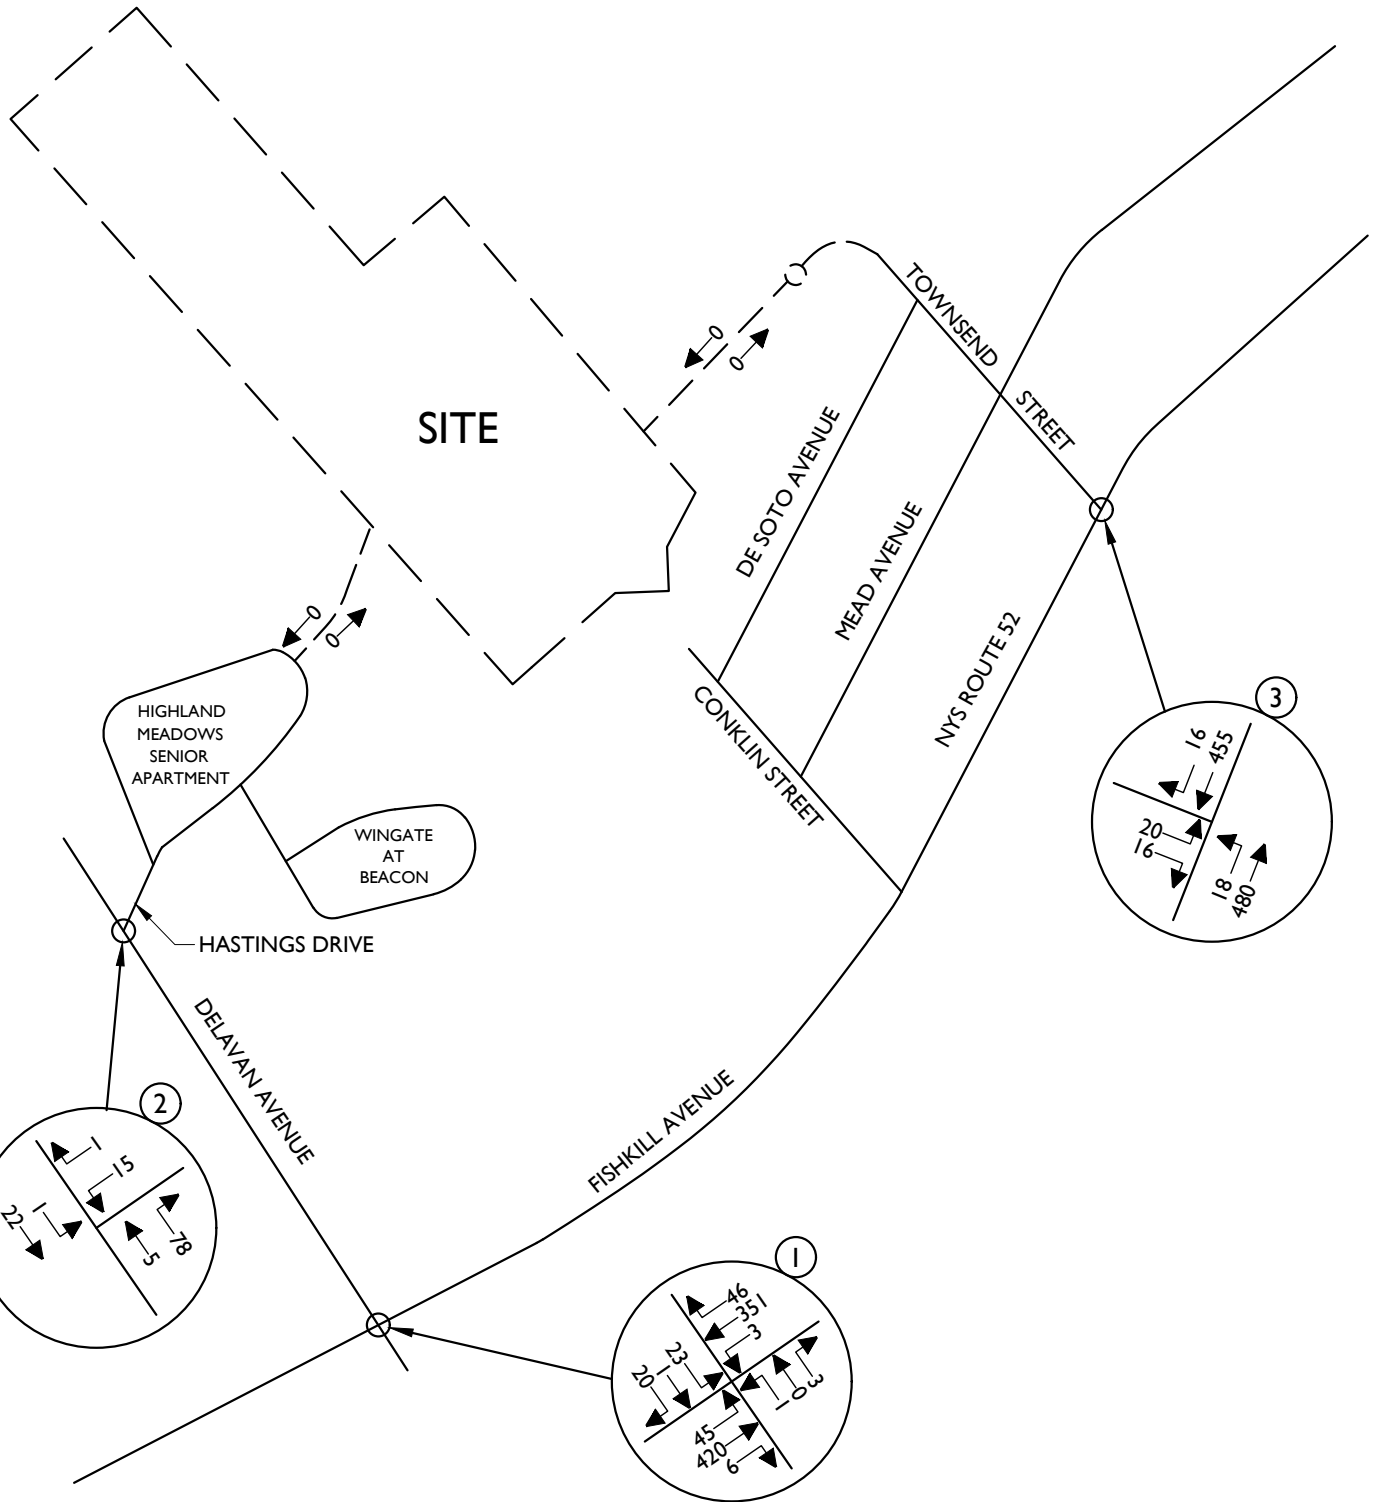 TOWNSEND STREET
0
0
SITE
DE SOTO AVENUE
MEAD AVENUE
NYS ROUTE 52
0
0
CONKLIN STREET
HIGHLAND
MEADOWS
SENIOR
APARTMENT
3
16
455
20
16
18
480
WINGATE
AT
BEACON
HASTINGS DRIVE
DELAVAN AVENUE
FISHKILL AVENUE
2
1
15
1
22
5
78
1
46
351
3
23
1
20
3
0
1
45
420
6